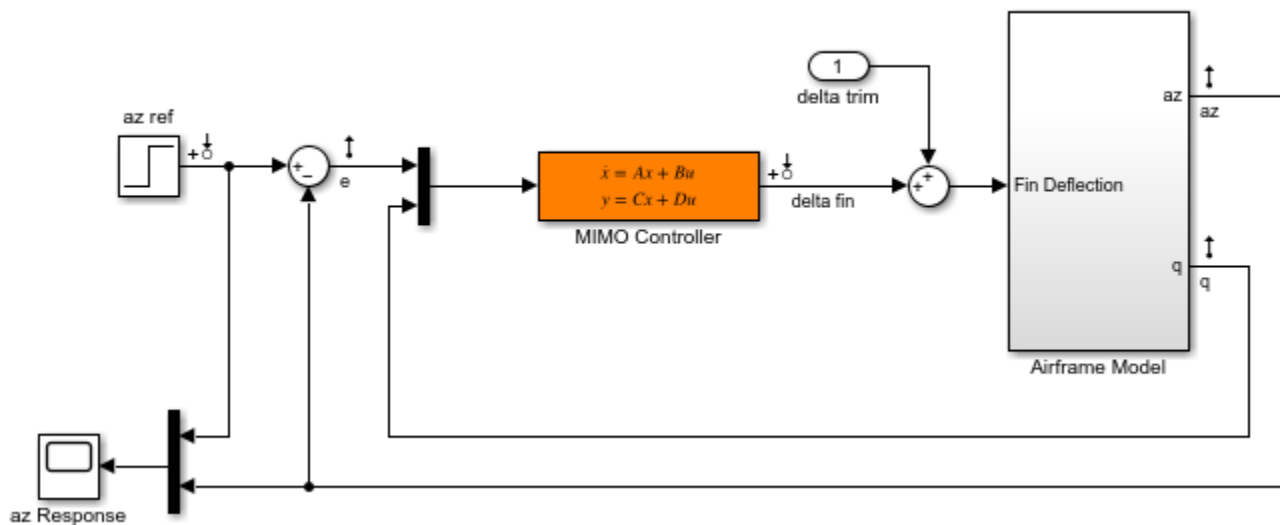 1
delta trim
az ref
+
+
−
e
ẋ = Ax + Bu
y = Cx + Du
MIMO Controller
+
delta fin
+
+
Fin Deflection
az
az
q
q
Airframe Model
az Response